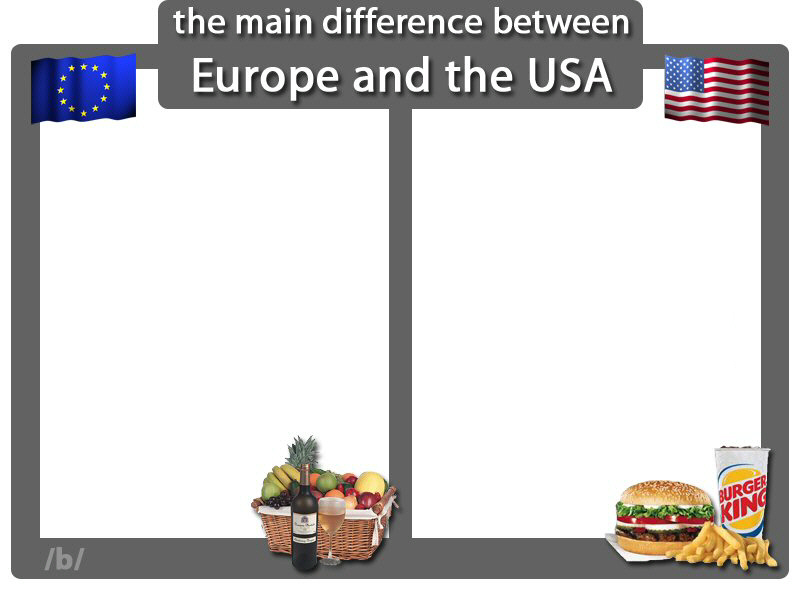 the main difference between
Europe and the USA
BURGER
KING
/b/